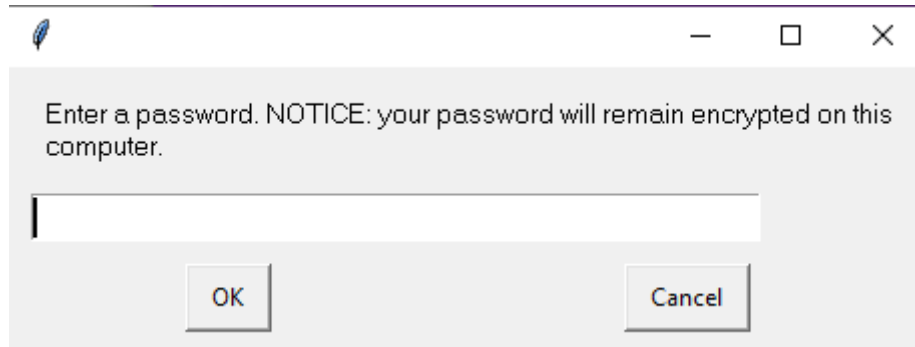 Enter a password. NOTICE: your password will remain encrypted on this
computer.
OK
Cancel